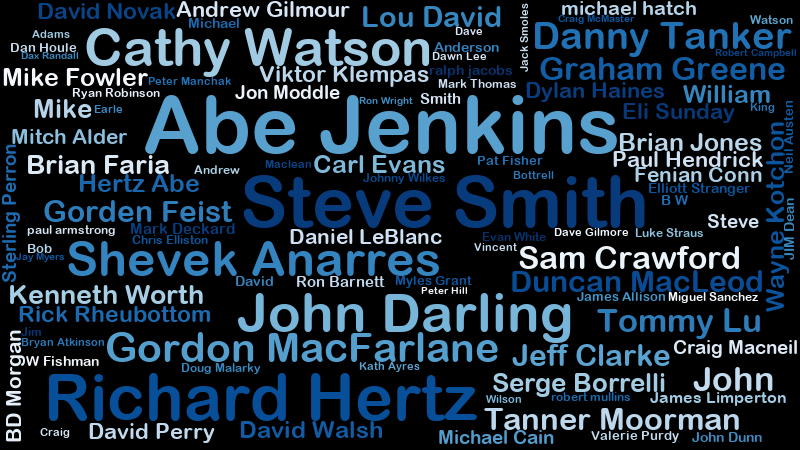 David Novak
Andrew Gilmour
Lou David
michael hatch
Michael
Craig McMaster
Watson
Adams
Dave
Jack Smoles
Dan Houle
Cathy Watson
Anderson
Danny Tanker
Dax Randall
Dawn Lee
Robert Campbell
Mike Fowler
Peter Manchak
Viktor Klempas
ralph jacobs
Graham Greene
Ryan Robinson
Jon Moddle
Mark Thomas
Dylan Haines
William
Mike
Earle
Ron Wright
Smith
King
Eli Sunday
Mitch Alder
Abe Jenkins
Brian Jones
Neil Austen
Brian Faria
Andrew
Maclean
Carl Evans
Pat Fisher
Paul Hendrick
Hertz Abe
Johnny Wilkes
Bottrell
Fenian Conn
Sterling Perron
Elliott Stranger
Gorden Feist
Steve Smith
B W
Wayne Kotchon
paul armstrong
Mark Deckard
Steve
JIM Dean
Chris Elliston
Daniel LeBlanc
Evan White
Dave Gilmore
Luke Straus
Bob
Vincent
Jay Myers
Shevek Anarres
Sam Crawford
David
Ron Barnett
Myles Grant
Duncan MacLeod
Kenneth Worth
Peter Hill
James Allison
Miguel Sanchez
Rick Rheubottom
John Darling
Tommy Lu
Jim
Bryan Atkinson
Gordon MacFarlane
Craig Macneil
DW Fishman
Doug Malarky
Kath Ayres
Jeff Clarke
BD Morgan
Richard Hertz
Serge Borrelli
John
Wilson
robert mullins
James Limperton
Craig
David Perry
David Walsh
Tanner Moorman
Michael Cain
Valerie Purdy
John Dunn